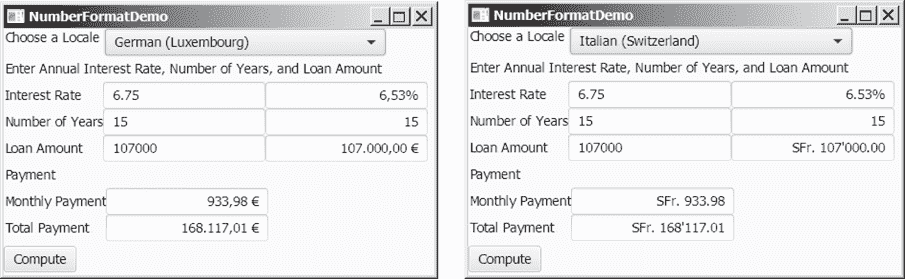 NumberFormatDemo
Choose a Locale German (Luxembourg)
Enter Annual Interest Rate, Number of Years, and Loan Amount
Interest Rate 6.75 6,53%
Number of Years 15 15
Loan Amount 107000 107.000,00 €
Payment
Monthly Payment 933,98 €
Total Payment 168.117,01 €
Compute
NumberFormatDemo
Choose a Locale Italian (Switzerland)
Enter Annual Interest Rate, Number of Years, and Loan Amount
Interest Rate 6.75 6.53%
Number of Years 15 15
Loan Amount 107000 SFr. 107'000.00
Payment
Monthly Payment SFr. 933.98
Total Payment SFr. 168'117.01
Compute